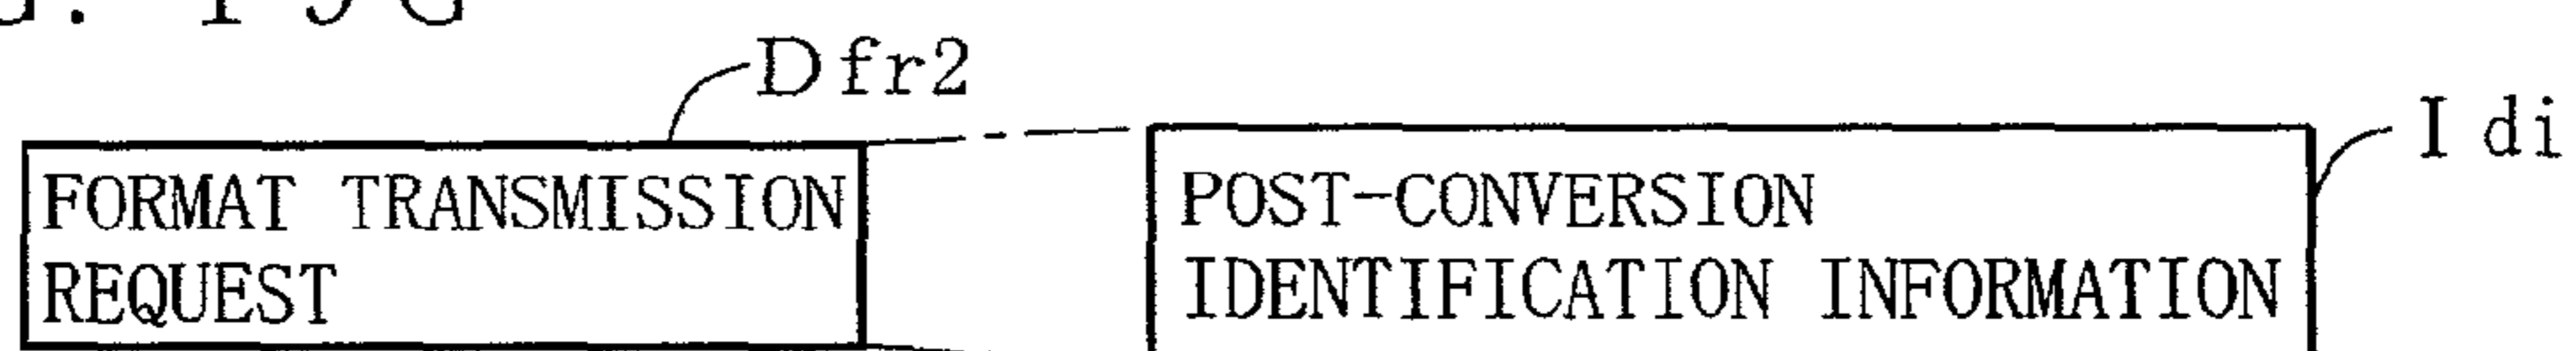 Dfr2
Idi
FORMAT TRANSMISSION
REQUEST
POST-CONVERSION
IDENTIFICATION INFORMATION